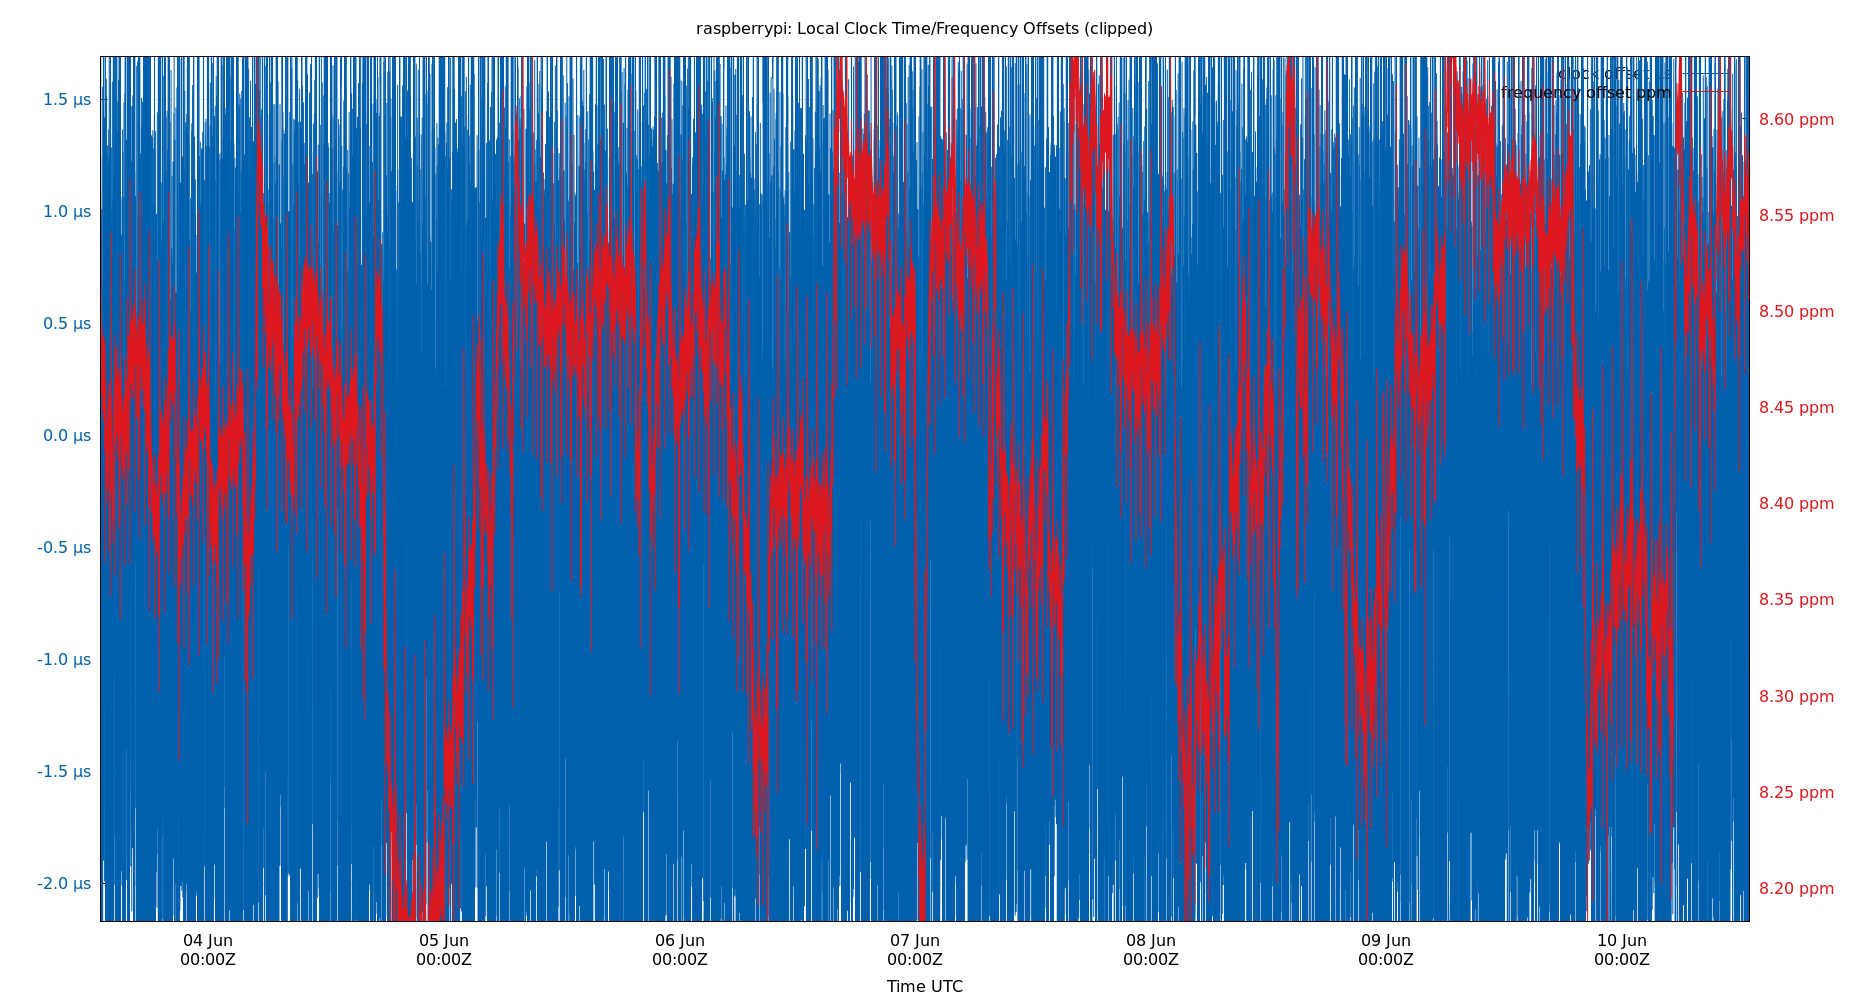 raspberrypi: Local Clock Time/Frequency Offsets (clipped)
clock offset µs
frequency offset ppm
1.5 µs
1.0 µs
0.5 µs
0.0 µs
-0.5 µs
-1.0 µs
-1.5 µs
-2.0 µs
8.60 ppm
8.55 ppm
8.50 ppm
8.45 ppm
8.40 ppm
8.35 ppm
8.30 ppm
8.25 ppm
8.20 ppm
04 Jun 05 Jun 06 Jun 07 Jun 08 Jun 09 Jun 10 Jun
00:00Z 00:00Z 00:00Z 00:00Z 00:00Z 00:00Z 00:00Z
Time UTC